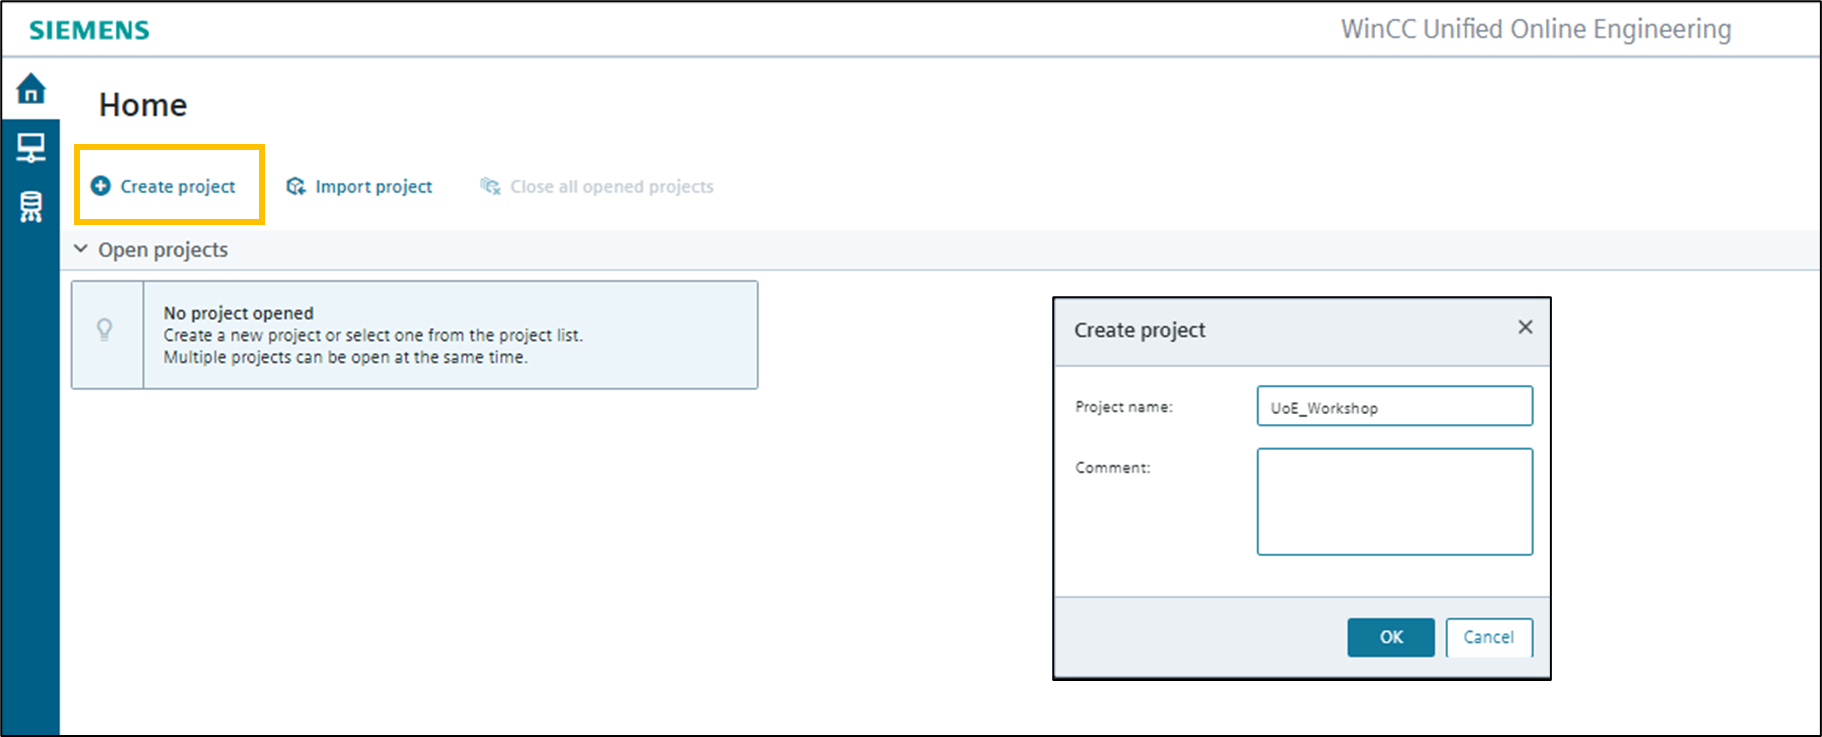 SIEMENS
WinCC Unified Online Engineering
Home
Create project
Import project
Close all opened projects
Open projects
No project opened
Create a new project or select one from the project list.
Multiple projects can be open at the same time.
Create project
Project name:
UoE_Workshop
Comment:
OK
Cancel